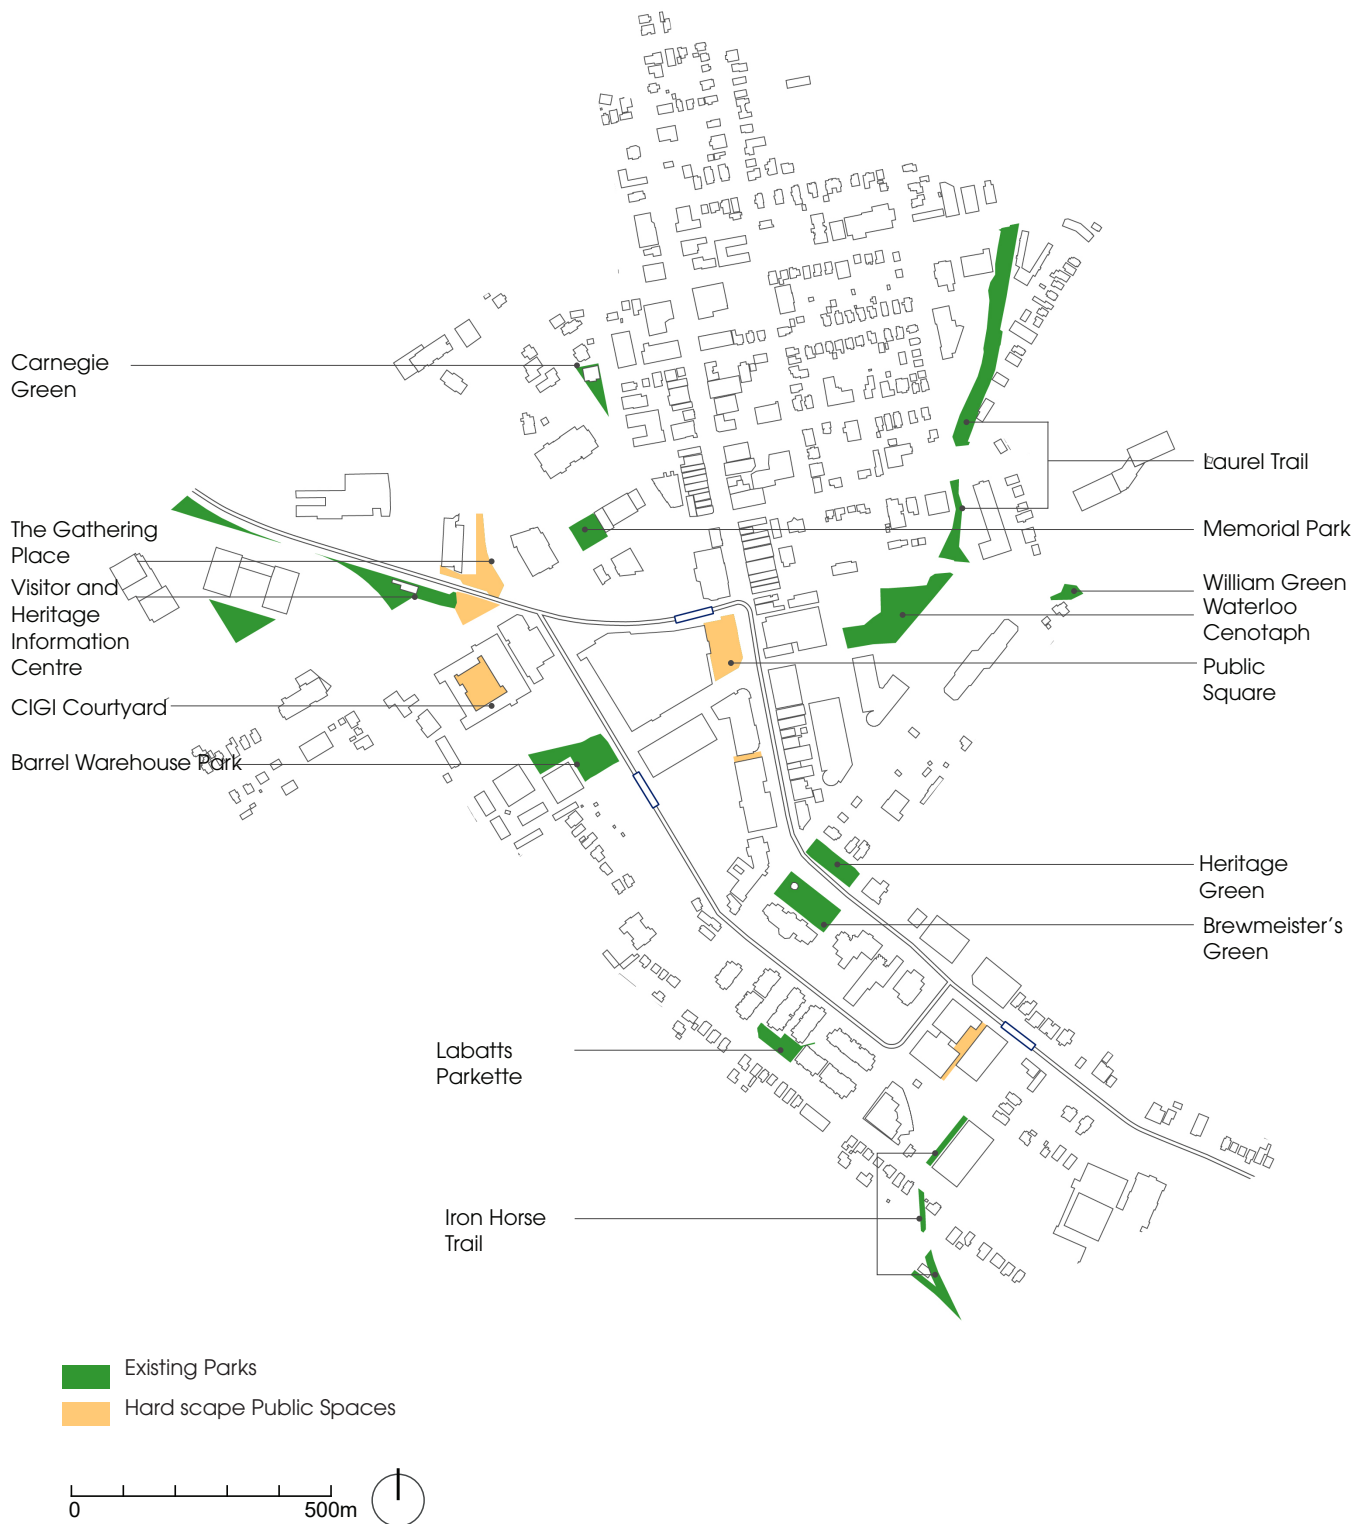 Carnegie
Green
The Gathering
Place
Visitor and
Heritage
Information
Centre
CIGI Courtyard
Barrel Warehouse Park
Laurel Trail
Memorial Park
William Green
Waterloo
Cenotaph
Public
Square
Heritage
Green
Brewmeister’s
Green
Labatts
Parkette
Iron Horse
Trail
Existing Parks
Hard scape Public Spaces
0 500m